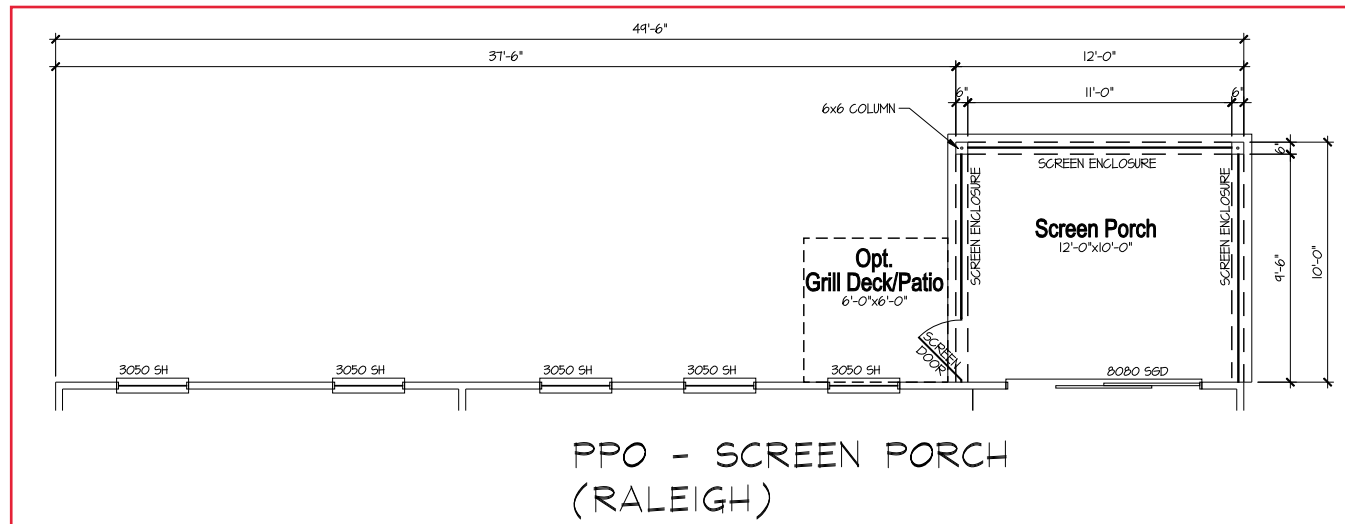 49'-6"
37'-6"
12'-0"
6"
11'-0"
6"
6x6 COLUMN
6"
SCREEN ENCLOSURE
SCREEN ENCLOSURE
SCREEN ENCLOSURE
Screen Porch
12'-0"x10'-0"
9'-6"
10'-0"
Opt.
Grill Deck/Patio
6'-0"x6'-0"
SCREEN
DOOR
3050 SH
3050 SH
3050 SH
3050 SH
3050 SH
8080 SGD
PPO - SCREEN PORCH
(RALEIGH)